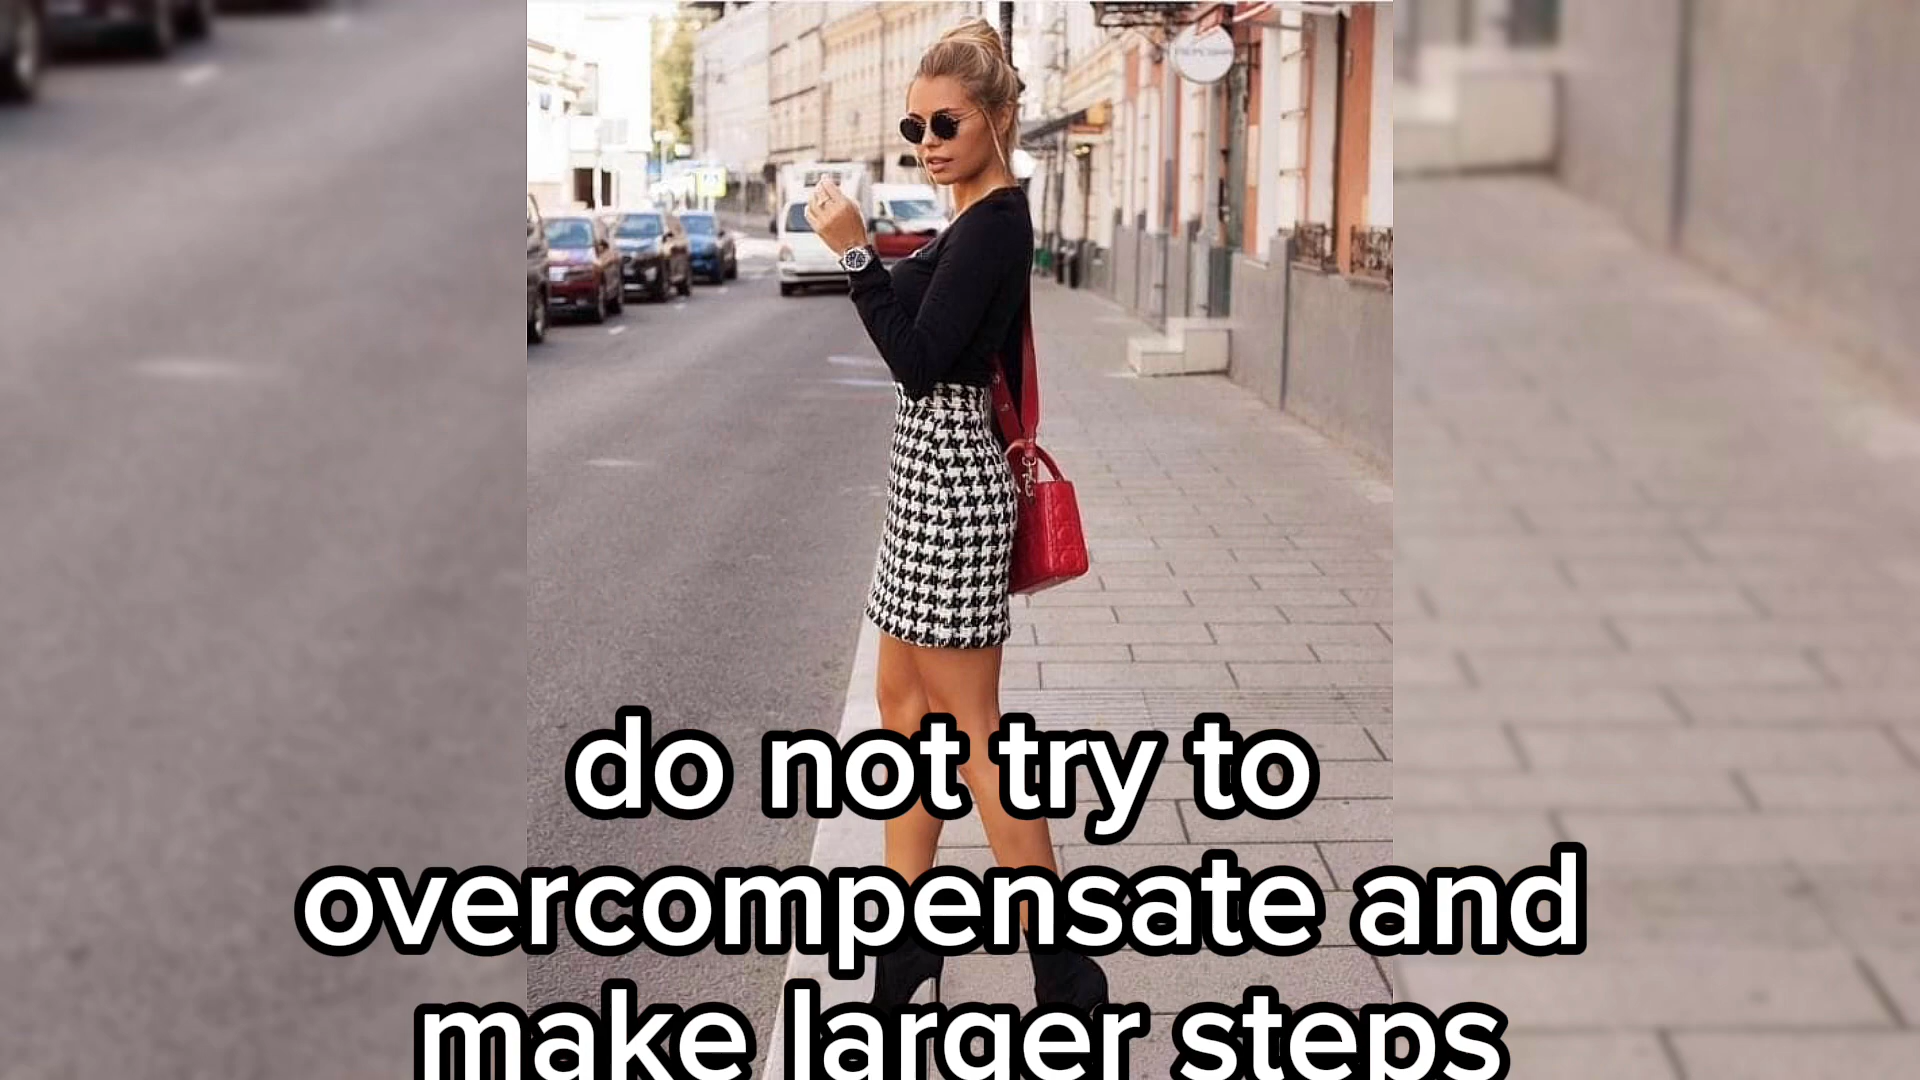 do not try to
overcompensate and
make larger steps